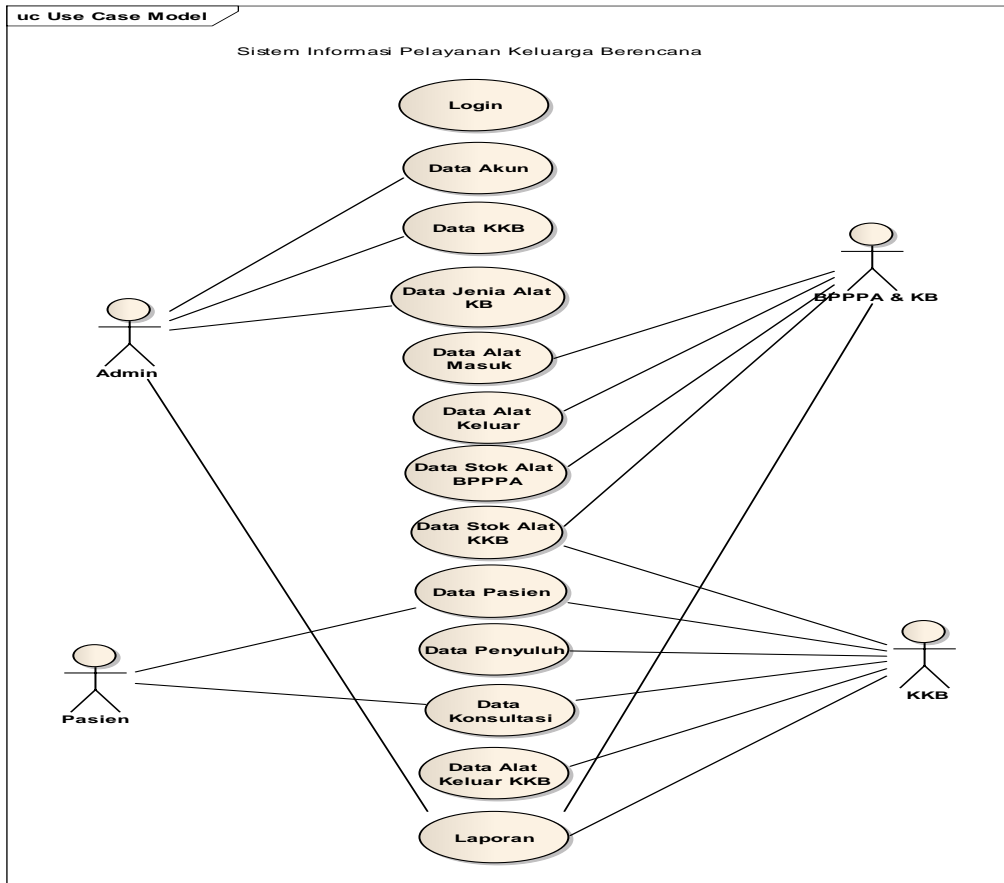 uc Use Case Model
Sistem Informasi Pelayanan Keluarga Berencana
Login
Data Akun
Data KKB
Data Jenia Alat
KB
Data Alat
Masuk
Data Alat
Keluar
Data Stok Alat
BPPPA
Data Stok Alat
KKB
Data Pasien
Data Penyuluh
Data
Konsultasi
Data Alat
Keluar KKB
Laporan
Admin
Pasien
BPPPA & KB
KKB